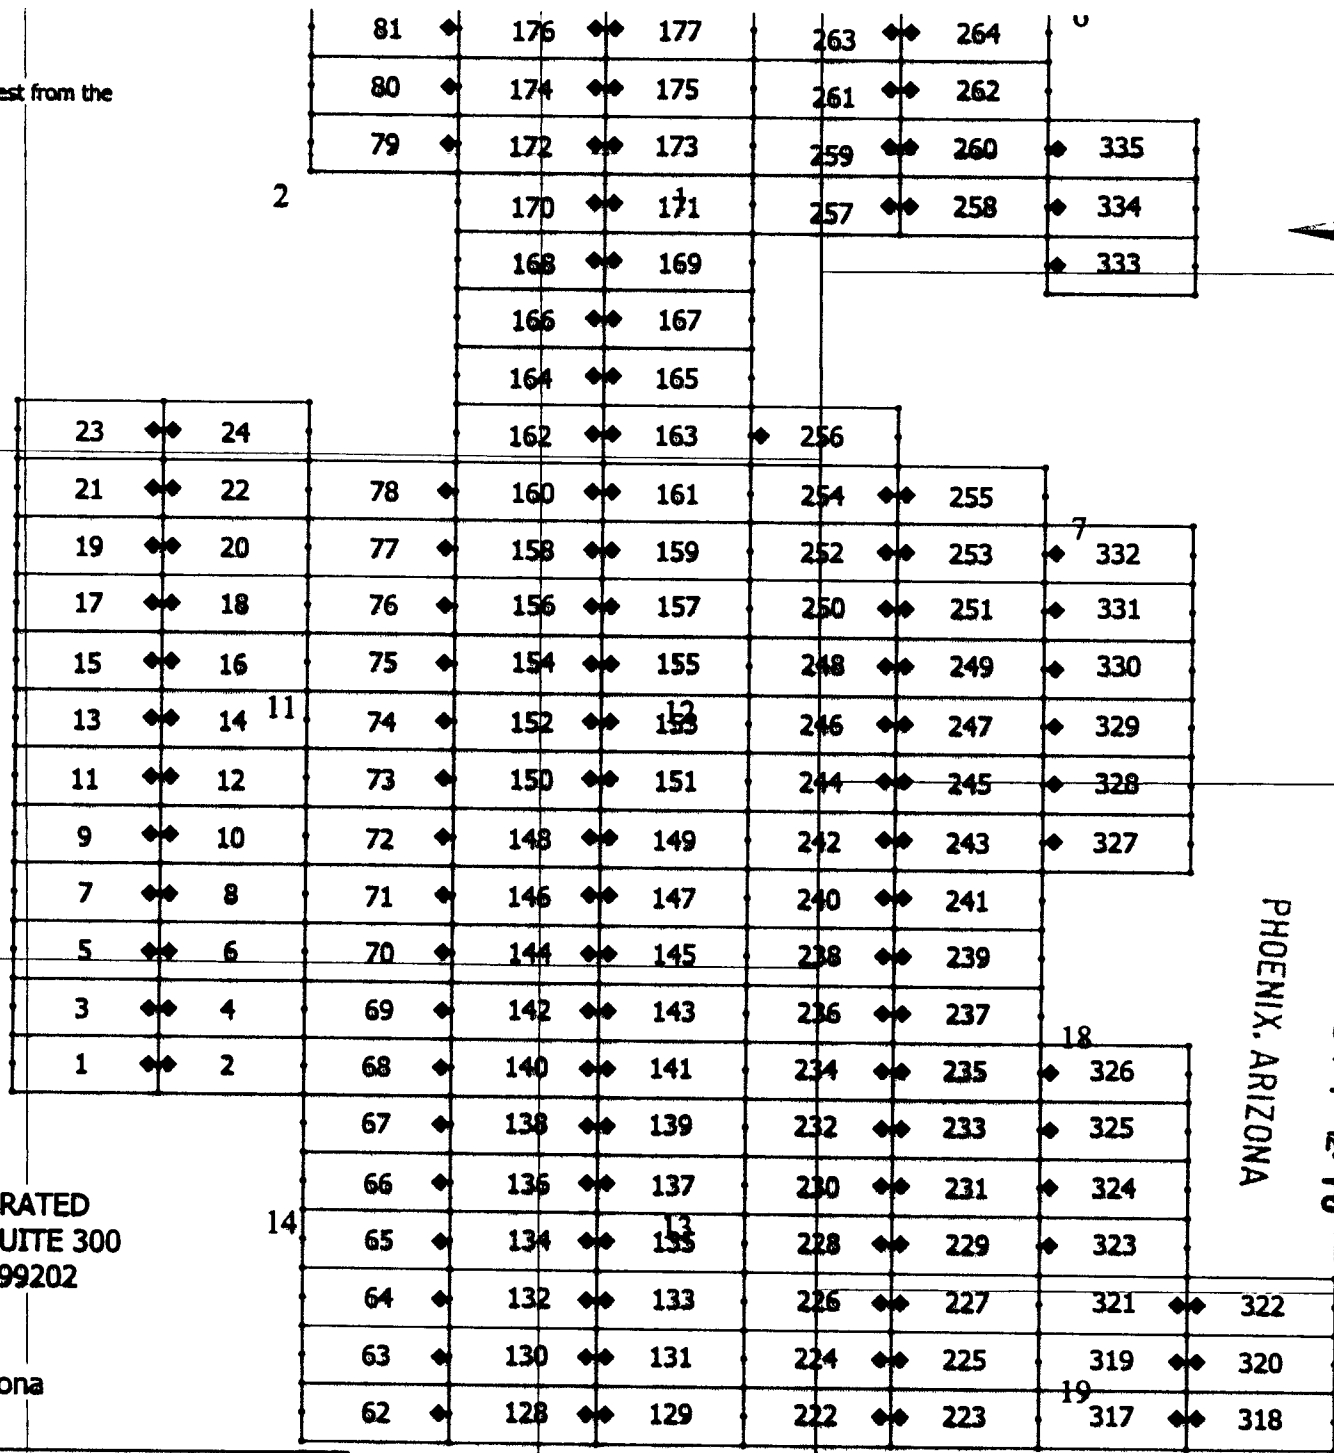 81 176 177 263 264
est from the
80 174 175 261 262
79 172 173 259 260 335
2
170 171 1 257 258 334
168 169 333
166 167
164 165
23 24 162 163 256
21 22 78 160 161 254 255
7
19 20 77 158 159 252 253 332
17 18 76 156 157 250 251 331
15 16 75 154 155 248 249 330
11 12
13 14 74 152 153 246 247 329
11 12 73 150 151 244 245 328
9 10 72 148 149 242 243 327
7 8 71 146 147 240 241
5 6 70 144 145 238 239
3 4 69 142 143 236 237
18
1 2 68 140 141 234 235 326
67 138 139 232 233 325
66 136 137 230 231 324
PHOENIX, ARIZONA
RATED
14 13
UITE 300
65 134 135 228 229 323
99202
64 132 133 226 227 321 322
63 130 131 224 225 319 320
ona
19
62 128 129 222 223 317 318